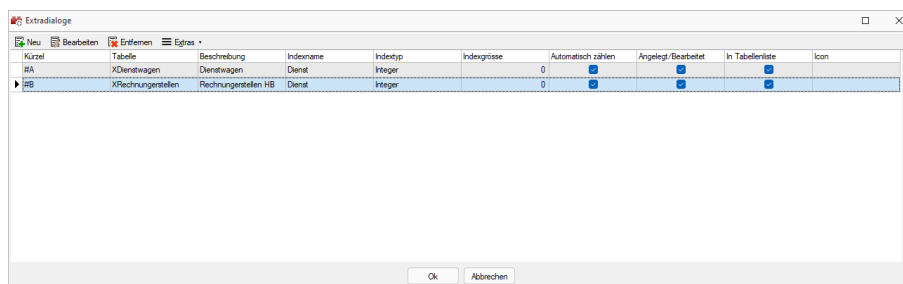 Extradialoge
Neu Bearbeiten Entfernen Extras
Kürzel Tabelle Beschreibung Indexname Indextyp Indexgrösse Automatisch zählen Angelegt/Bearbeitet In Tabellenliste Icon
#A XDienstwagen Dienstwagen Dienst Integer 0
#B XRechnungerstellen Rechnungerstellen HB Dienst Integer 0
Ok Abbrechen